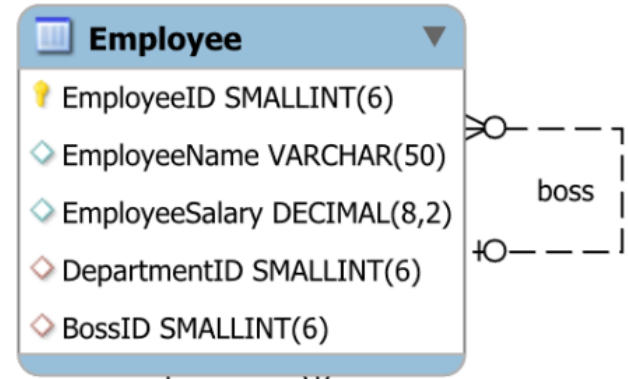 Employee
EmployeeID SMALLINT(6)
EmployeeName VARCHAR(50)
EmployeeSalary DECIMAL(8,2)
DepartmentID SMALLINT(6)
BossID SMALLINT(6)
boss